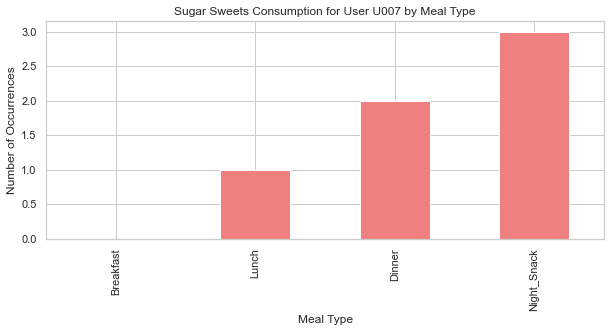 Sugar Sweets Consumption for User U007 by Meal Type
Number of Occurrences
3.0
2.5
2.0
1.5
1.0
0.5
0.0
Breakfast
Lunch
Dinner
Night_Snack
Meal Type